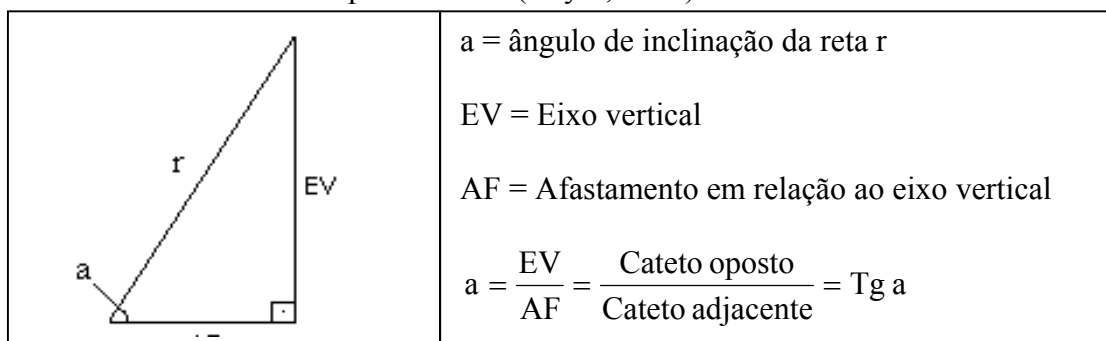 a = ângulo de inclinação da reta r
EV = Eixo vertical
AF = Afastamento em relação ao eixo vertical
a = EV/AF = Cateto oposto/Cateto adjacente = Tg a
r
EV
a